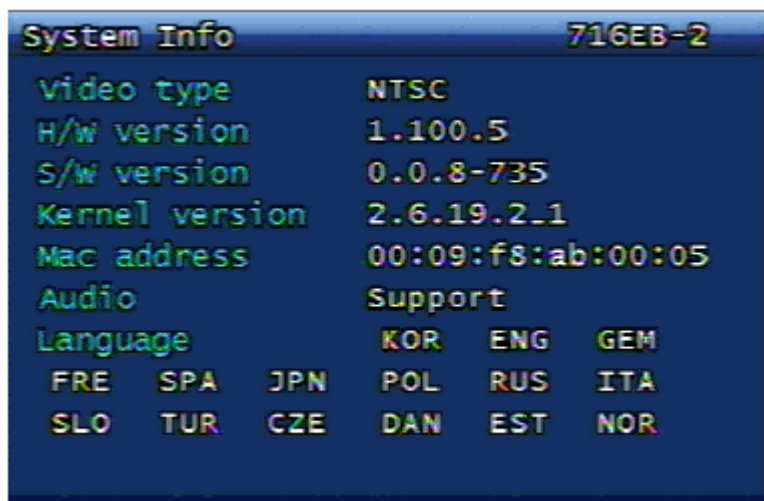 System Info 716EB-2
Video type NTSC
H/W version 1.100.5
S/W version 0.0.8-735
Kernel version 2.6.19.2_1
Mac address 00:09:f8:ab:00:05
Audio Support
Language KOR ENG GEM
FRE SPA JPN POL RUS ITA
SLO TUR CZE DAN EST NOR